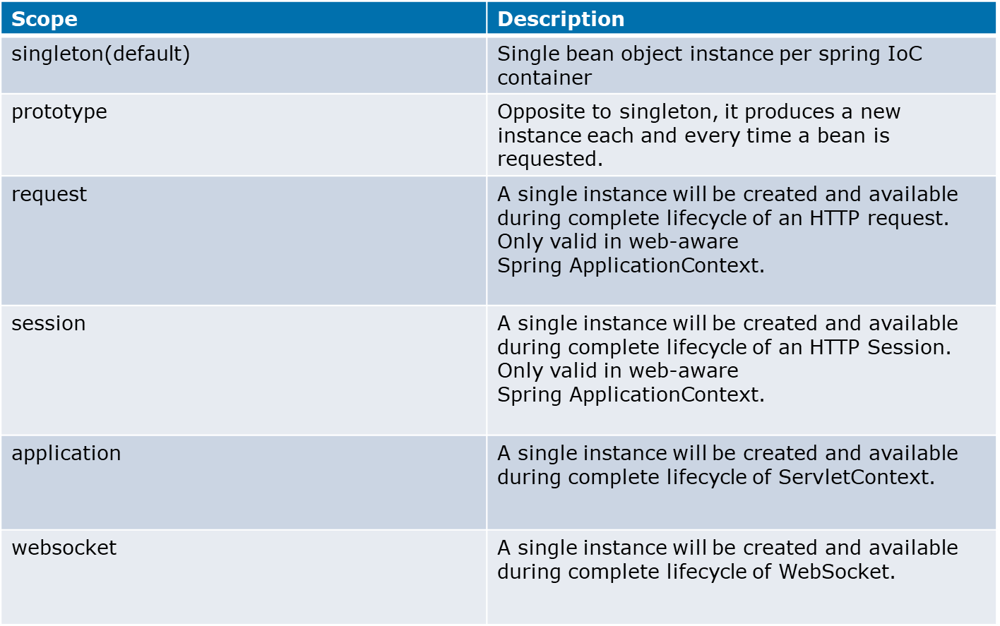 Scope
Description
singleton(default)
Single bean object instance per spring IoC
container
prototype
Opposite to singleton, it produces a new
instance each and every time a bean is
requested.
request
A single instance will be created and available
during complete lifecycle of an HTTP request.
Only valid in web-aware
Spring ApplicationContext.
session
A single instance will be created and available
during complete lifecycle of an HTTP Session.
Only valid in web-aware
Spring ApplicationContext.
application
A single instance will be created and available
during complete lifecycle of ServletContext.
websocket
A single instance will be created and available
during complete lifecycle of WebSocket.